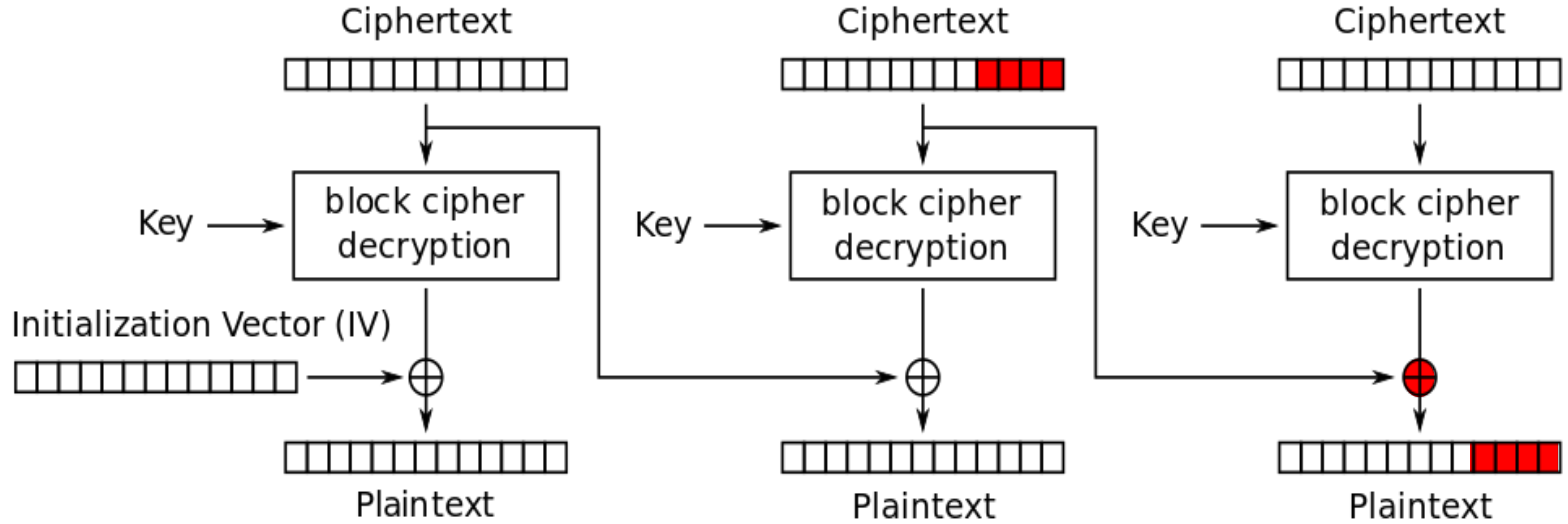 Ciphertext
Ciphertext
Ciphertext
Key
block cipher
decryption
Key
block cipher
decryption
Key
block cipher
decryption
Initialization Vector (IV)
Plaintext
Plaintext
Plaintext